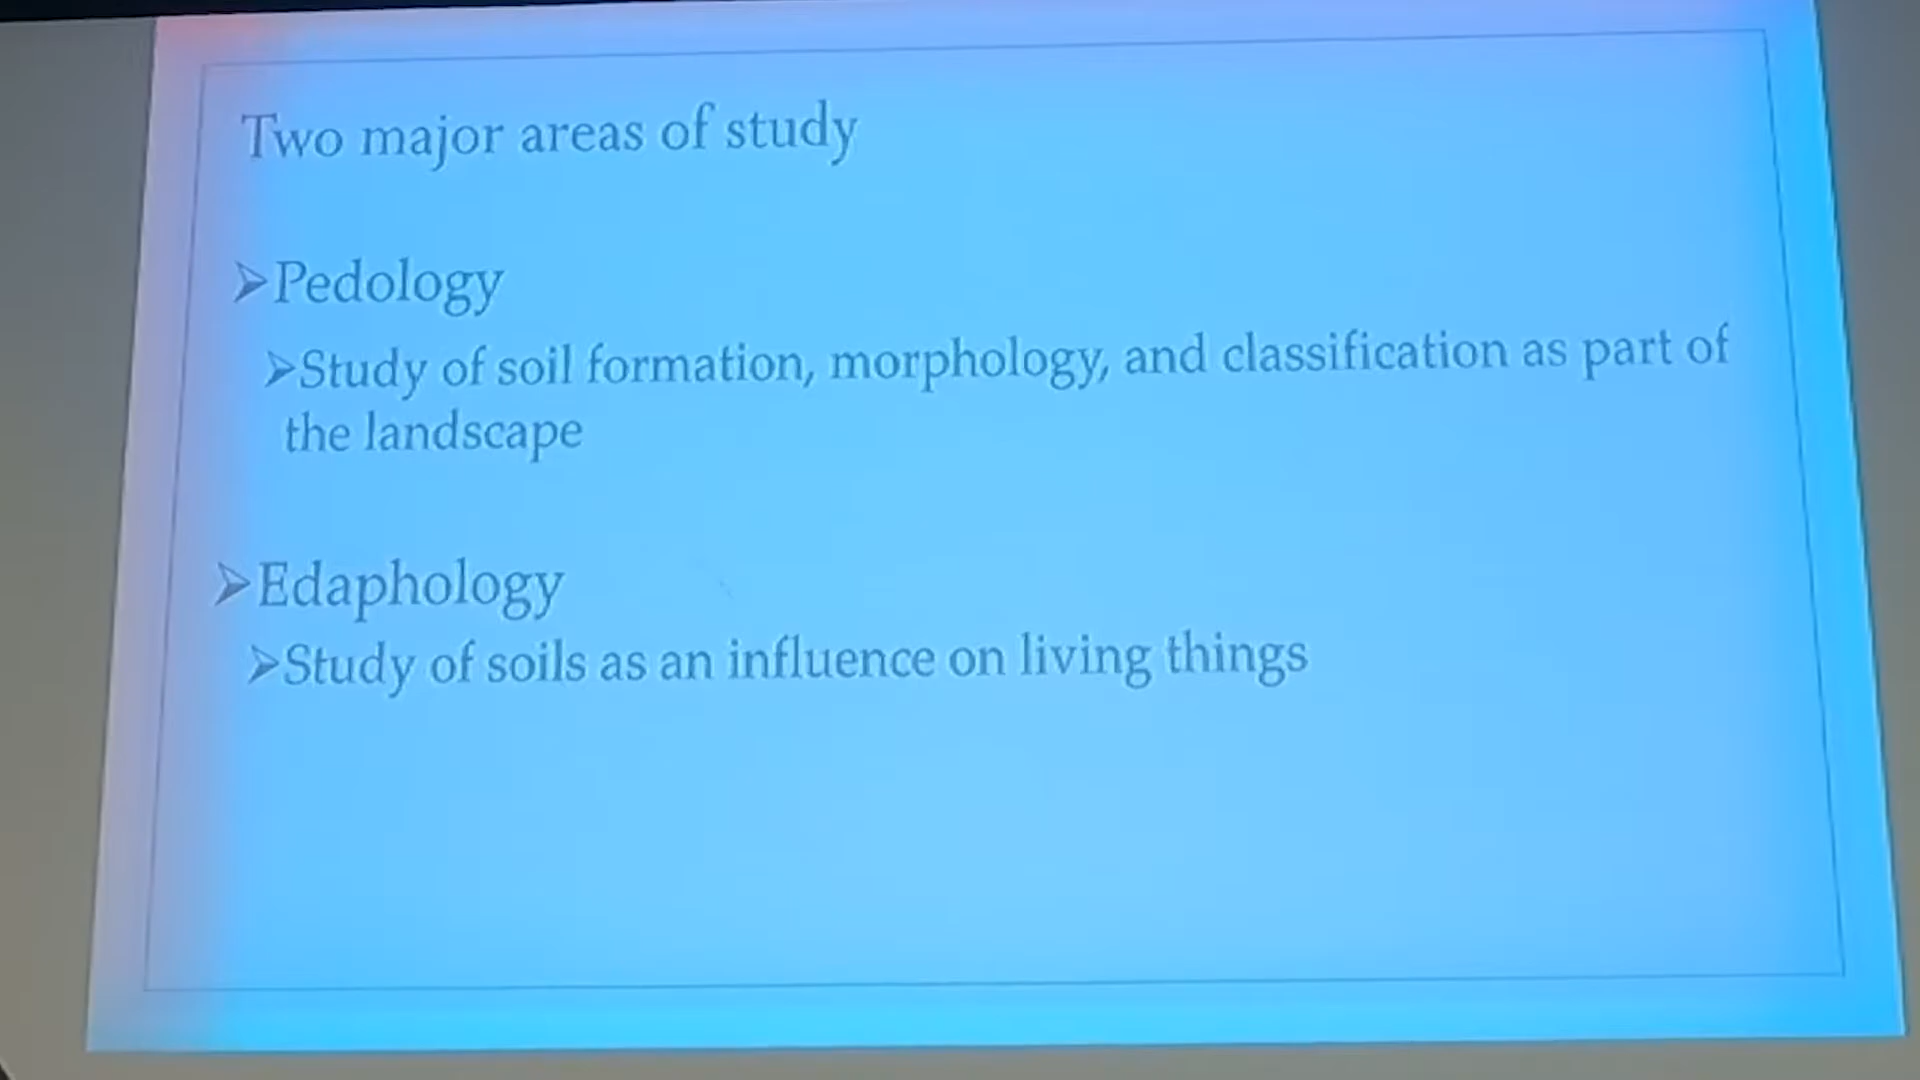 Two major areas of study
➢Pedology
➢Study of soil formation, morphology, and classification as part of
the landscape
➢Edaphology
➢Study of soils as an influence on living things